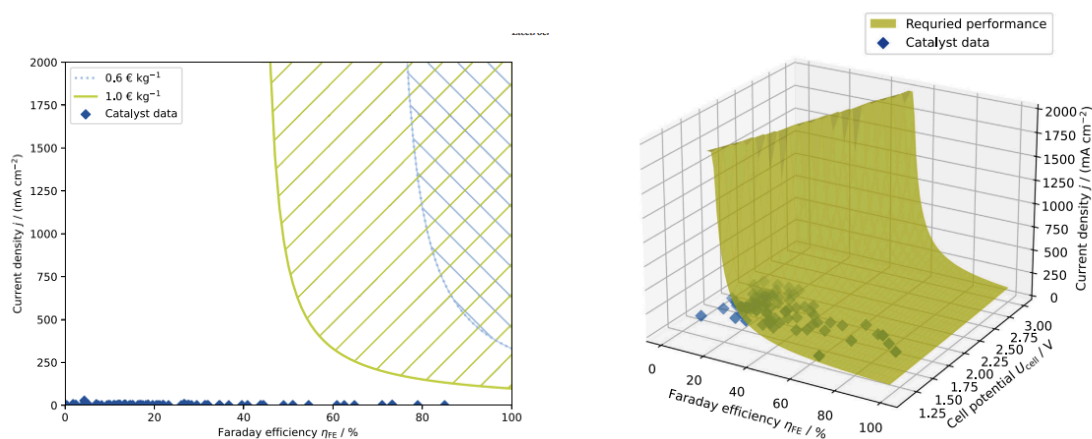 0.6 € kg⁻¹
1.0 € kg⁻¹
Catalyst data
2000
1750
1500
1250
1000
750
500
250
0
Current density j / (mA cm⁻²)
0 20 40 60 80 100
Faraday efficiency ηFE / %
Requried performance
Catalyst data
2000
1750
1500
1250
1000
750
500
250
0
Current density j / (mA cm⁻²)
3.00
2.75
2.50
2.25
2.00
1.75
1.50
1.25
Cell potential Ucell / V
0 20 40 60 80 100
Faraday efficiency ηFE / %